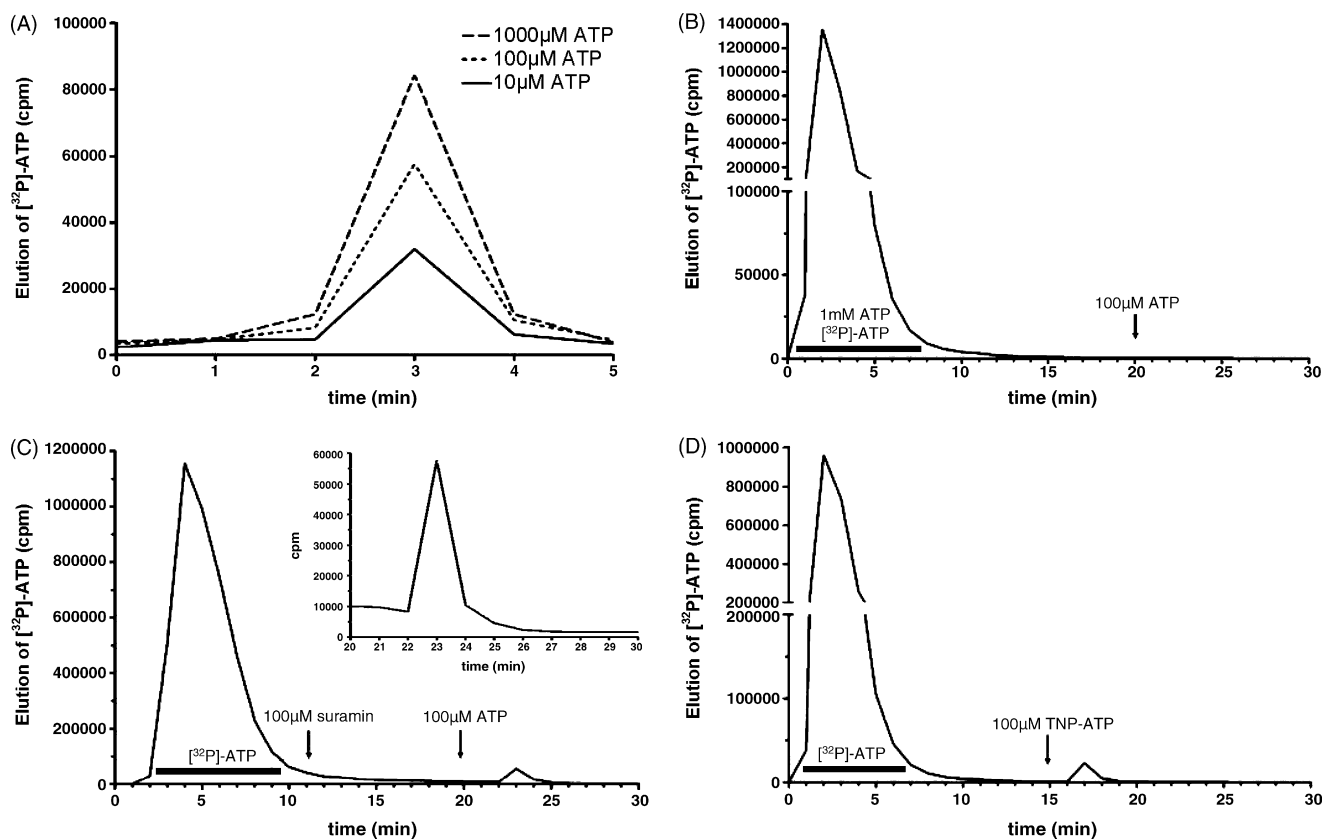 (A)
Elution of [³²P]-ATP (cpm)
100000
80000
60000
40000
20000
0
1000µM ATP
100µM ATP
10µM ATP
0 1 2 3 4 5
time (min)
(B)
Elution of [³²P]-ATP (cpm)
1400000
1300000
1200000
1000000
800000
600000
400000
200000
100000
50000
0
1mM ATP
[³²P]-ATP
100µM ATP
0 5 10 15 20 25 30
time (min)
(C)
Elution of [³²P]-ATP (cpm)
1200000
1000000
800000
600000
400000
200000
0
[³²P]-ATP
100µM suramin
100µM ATP
0 5 10 15 20 25 30
time (min)
cpm
60000
50000
40000
30000
20000
10000
0
20 21 22 23 24 25 26 27 28 29 30
time (min)
(D)
Elution of [³²P]-ATP (cpm)
1000000
800000
600000
400000
200000
200000
100000
0
[³²P]-ATP
100µM TNP-ATP
0 5 10 15 20 25 30
time (min)